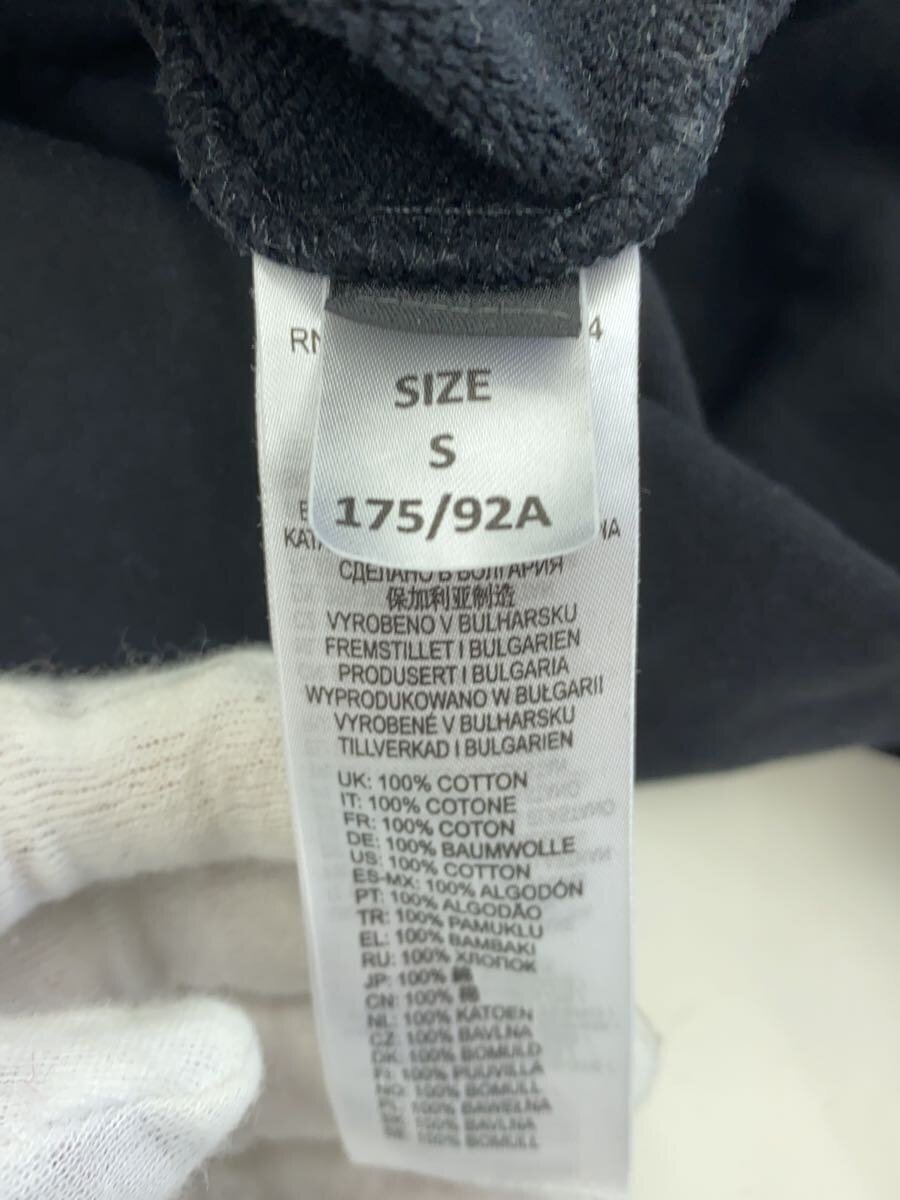 RN
4
SIZE
S
175/92A
СДЕЛАНО В БОЛГАРИЯ
保加利亚制造
VYROBENO V BULHARSKU
FREMSTILLET I BULGARIEN
PRODUSERT I BULGARIA
WYPRODUKOWANO W BUŁGARII
VYROBENÉ V BULHARSKU
TILLVERKAD I BULGARIEN
UK: 100% COTTON
IT: 100% COTONE
FR: 100% COTON
DE: 100% BAUMWOLLE
US: 100% COTTON
ES-MX: 100% ALGODÓN
PT: 100% ALGODÃO
TR: 100% PAMUKLU
EL: 100% ΒΑΜΒΑΚΙ
RU: 100% ХЛОПОК
JP: 100% 綿
CN: 100% 棉
NL: 100% KATOEN
CZ: 100% BAVLNA
DK: 100% BOMULD
FI: 100% PUUVILLA
NO: 100% BOMULL
PL: 100% BAWEŁNA
SK: 100% BAVLNA
SE: 100% BOMULL